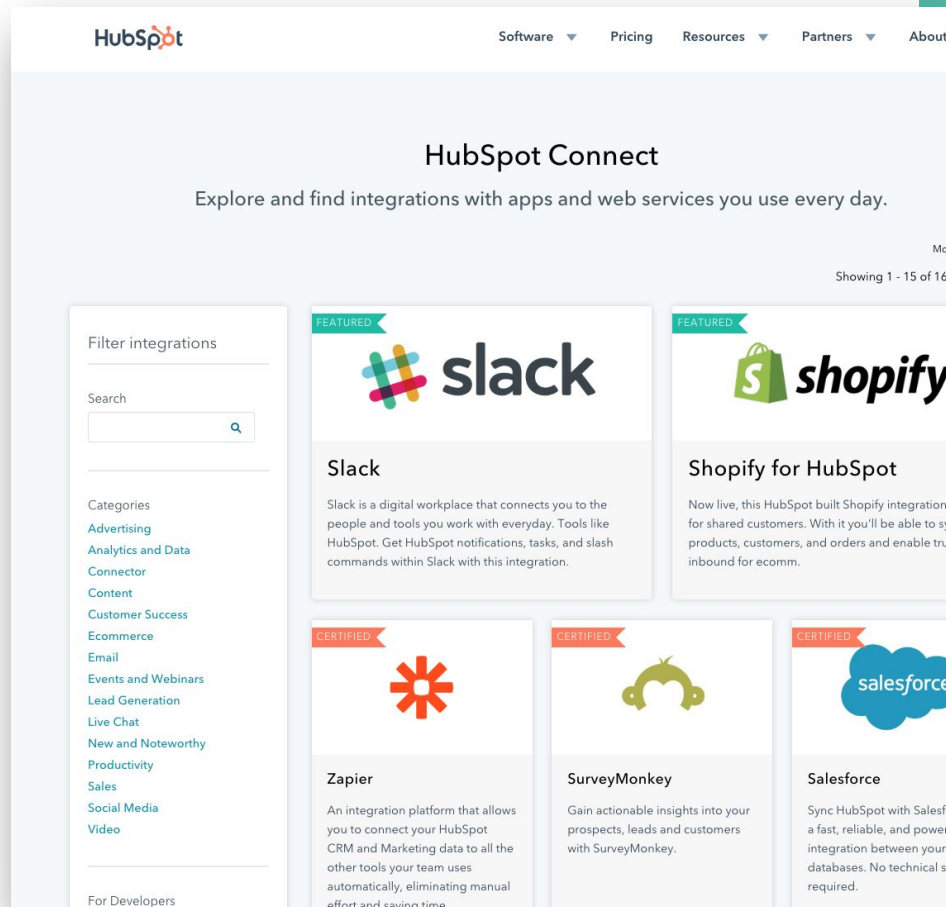 HubSpot
Software Pricing Resources Partners About
HubSpot Connect
Explore and find integrations with apps and web services you use every day.
Showing 1 - 15 of 16
Filter integrations
Search
Categories
Advertising
Analytics and Data
Connector
Content
Customer Success
Ecommerce
Email
Events and Webinars
Lead Generation
Live Chat
New and Noteworthy
Productivity
Sales
Social Media
Video
For Developers
FEATURED
slack
Slack
Slack is a digital workplace that connects you to the
people and tools you work with everyday. Tools like
HubSpot. Get HubSpot notifications, tasks, and slash
commands within Slack with this integration.
FEATURED
shopify
Shopify for HubSpot
Now live, this HubSpot built Shopify integration
for shared customers. With it you'll be able to
products, customers, and orders and enable
inbound for ecomm.
CERTIFIED
Zapier
An integration platform that allows
you to connect your HubSpot
CRM and Marketing data to all the
other tools your team uses
automatically, eliminating manual
effort and saving time
CERTIFIED
SurveyMonkey
Gain actionable insights into your
prospects, leads and customers
with SurveyMonkey.
CERTIFIED
salesforce
Salesforce
Sync HubSpot with
a fast, reliable, and
integration between your
databases. No technical
required.